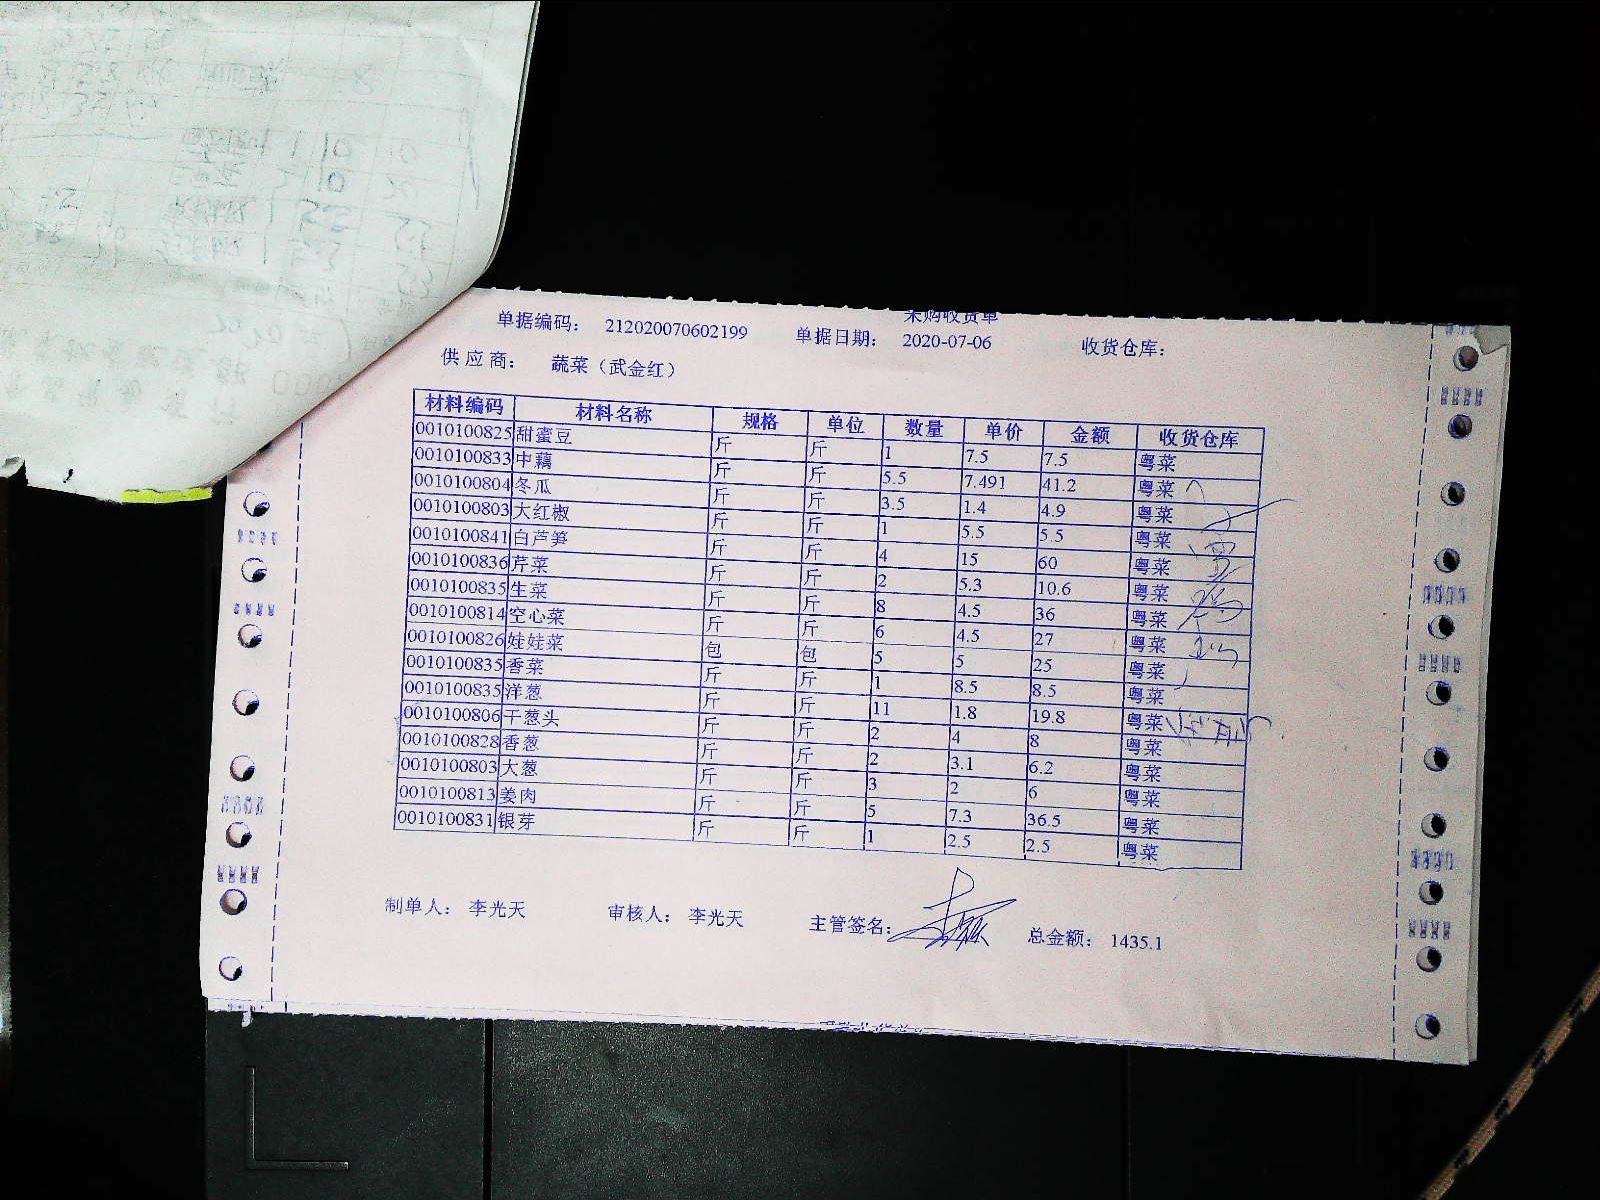 采购收货单
单据编码： 212020070602199 单据日期： 2020-07-06 收货仓库：
供应商： 蔬菜（武金红）
材料编码 材料名称 规格 单位 数量 单价 金额 收货仓库
0010100825 甜蜜豆 斤 斤 1 7.5 7.5 粤菜
0010100833 中藕 斤 斤 5.5 7.491 41.2 粤菜
0010100804 冬瓜 斤 斤 3.5 1.4 4.9 粤菜
0010100803 大红椒 斤 斤 1 5.5 5.5 粤菜
0010100841 白芦笋 斤 斤 4 15 60 粤菜
0010100836 芹菜 斤 斤 2 5.3 10.6 粤菜
0010100835 生菜 斤 斤 8 4.5 36 粤菜
0010100814 空心菜 斤 斤 6 4.5 27 粤菜
0010100826 娃娃菜 包 包 5 5 25 粤菜
0010100835 香菜 斤 斤 1 8.5 8.5 粤菜
0010100835 洋葱 斤 斤 11 1.8 19.8 粤菜
0010100806 干葱头 斤 斤 2 4 8 粤菜
0010100828 香葱 斤 斤 2 3.1 6.2 粤菜
0010100803 大葱 斤 斤 3 2 6 粤菜
0010100813 姜肉 斤 斤 5 7.3 36.5 粤菜
0010100831 银芽 斤 斤 1 2.5 2.5 粤菜
制单人： 李光天 审核人： 李光天 主管签名： 总金额： 1435.1